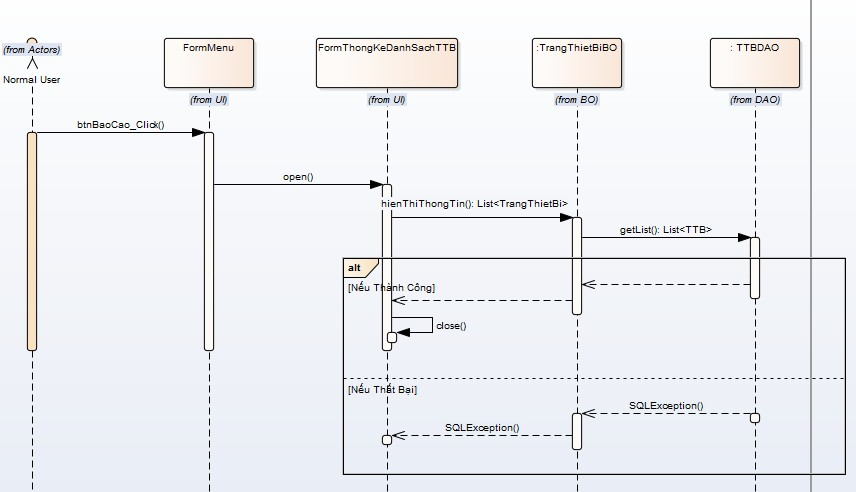 (from Actors)
Normal User
FormMenu
(from UI)
FormThongKeDanhSachTTB
(from UI)
:TrangThietBiBO
(from BO)
: TTBDAO
(from DAO)
btnBaoCao_Click()
open()
hienThiThongTin(): List<TrangThietBi>
getList(): List<TTB>
alt
[Nếu Thành Công]
close()
[Nếu Thất Bại]
SQLException()
SQLException()